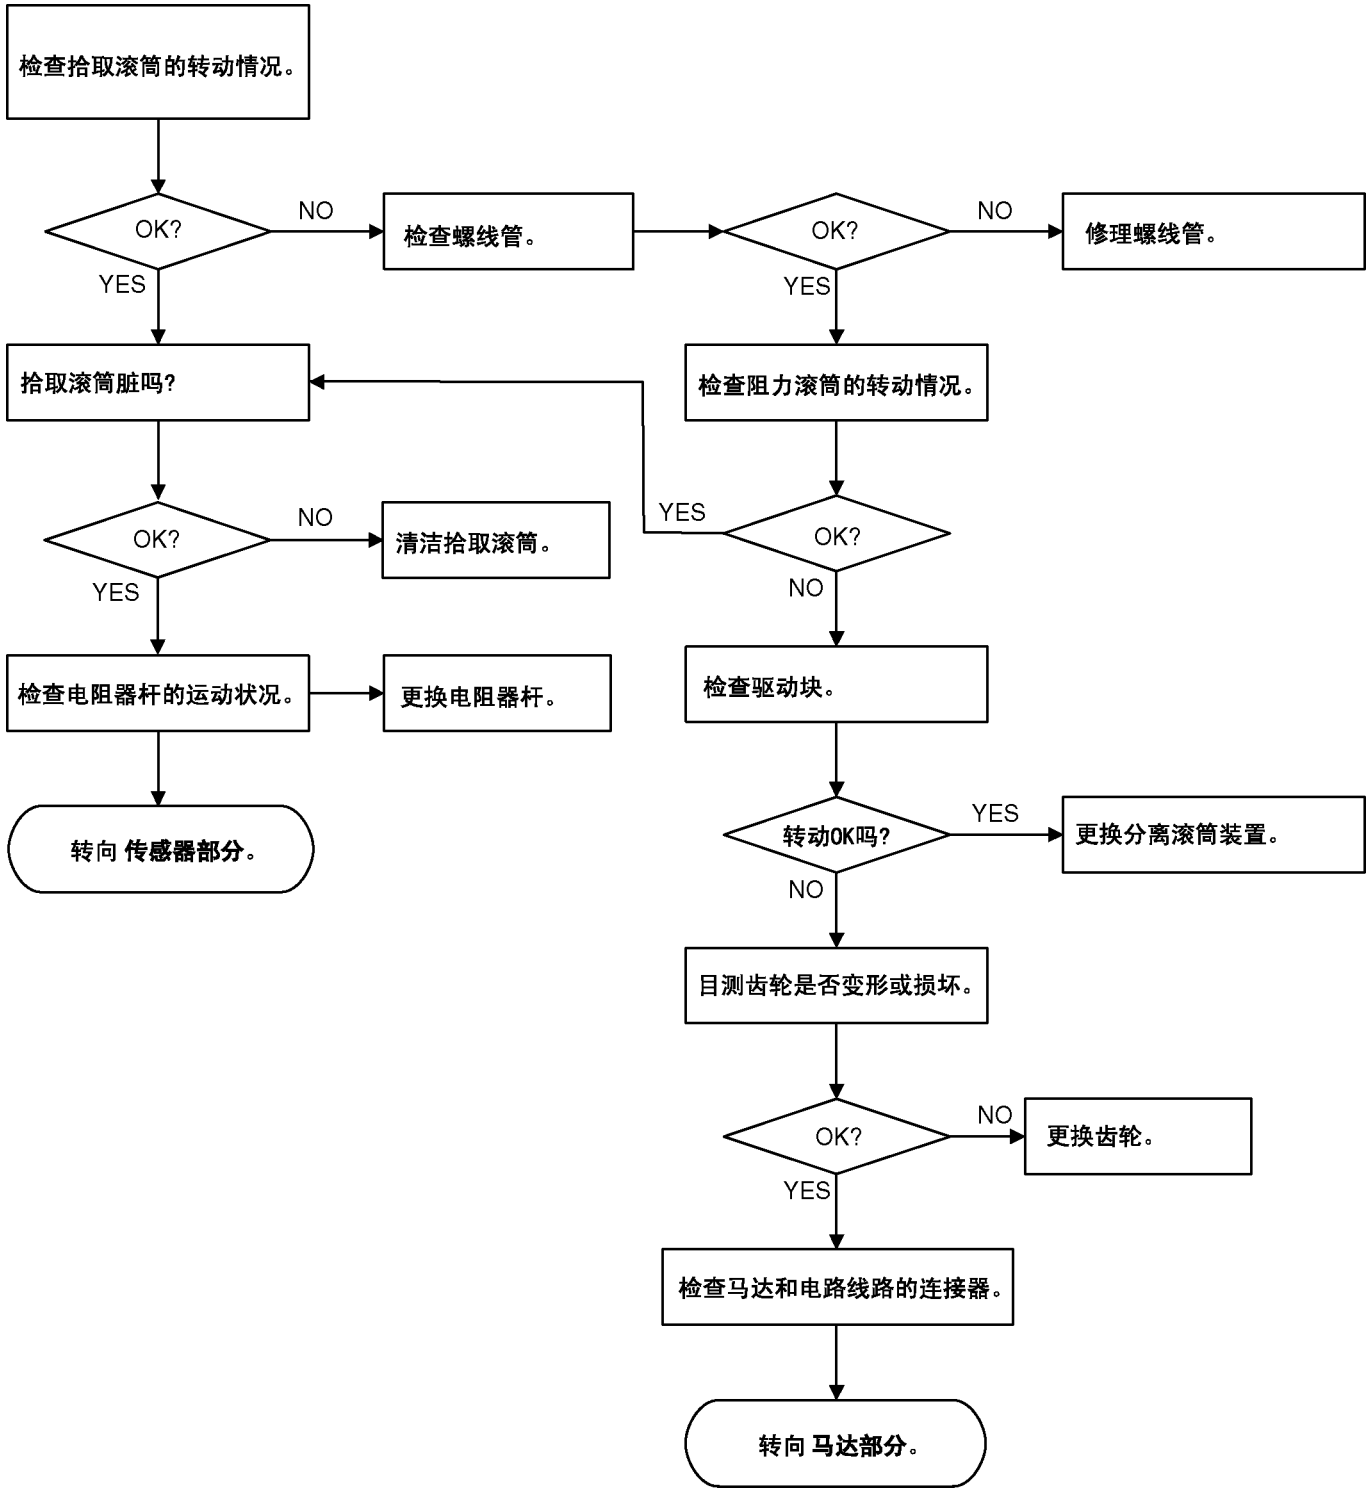 检查拾取滚筒的转动情况。
OK?
NO
检查螺线管。
OK?
NO
修理螺线管。
YES
YES
拾取滚筒脏吗?
检查阻力滚筒的转动情况。
OK?
NO
清洁拾取滚筒。
YES
OK?
YES
NO
检查电阻器杆的运动状况。
更换电阻器杆。
检查驱动块。
转向 传感器部分。
转动OK吗?
YES
更换分离滚筒装置。
NO
目测齿轮是否变形或损坏。
OK?
NO
更换齿轮。
YES
检查马达和电路线路的连接器。
转向 马达部分。